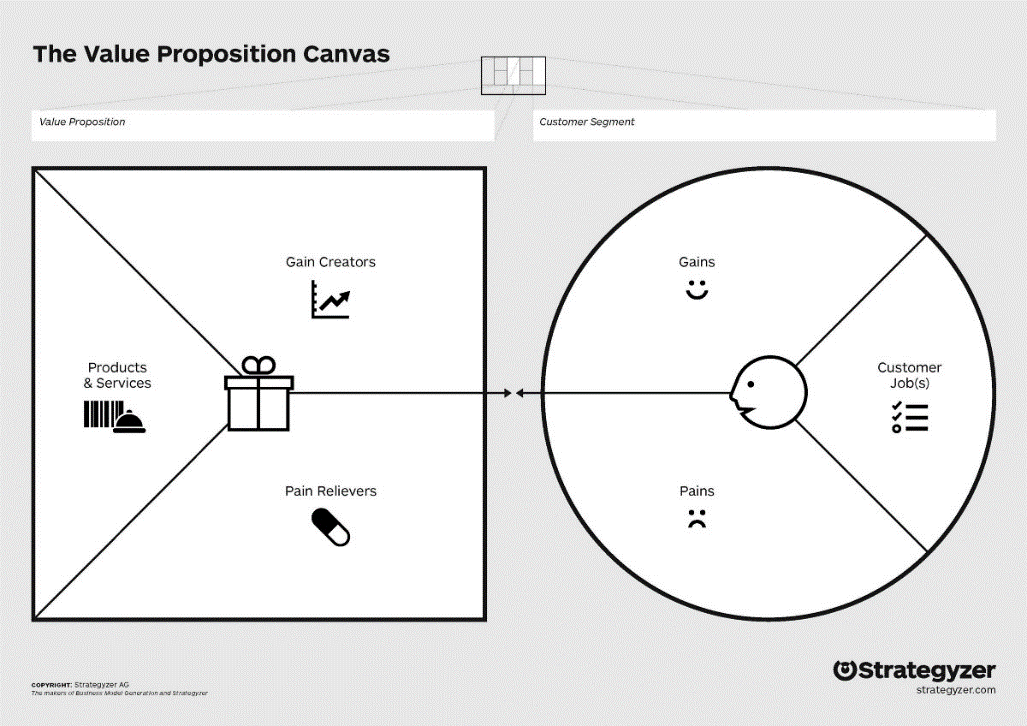 The Value Proposition Canvas
Value Proposition
Customer Segment
Gain Creators
Gains
Products
& Services
Customer
Job(s)
Pain Relievers
Pains
COPYRIGHT: Strategyzer AG
The makers of Business Model Generation and Strategyzer
Strategyzer
strategyzer.com